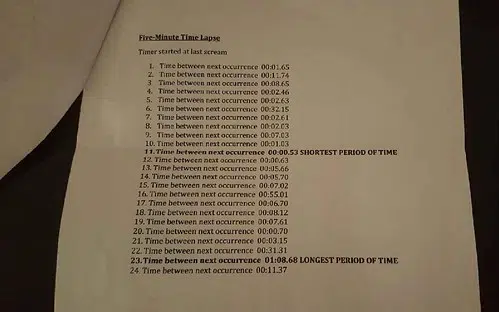 Five-Minute Time Lapse
Timer started at last scream
1. Time between next occurrence 00:01.65
2. Time between next occurrence 00:11.74
3. Time between next occurrence 00:08.65
4. Time between next occurrence 00:02.46
5. Time between next occurrence 00:02.63
6. Time between next occurrence 00:32.15
7. Time between next occurrence 00:02.61
8. Time between next occurrence 00:02.03
9. Time between next occurrence 00:07.03
10. Time between next occurrence 00:01.03
11. Time between next occurrence 00:00.53 SHORTEST PERIOD OF TIME
12. Time between next occurrence 00:00.63
13. Time between next occurrence 00:05.66
14. Time between next occurrence 00:05.70
15. Time between next occurrence 00:07.02
16. Time between next occurrence 00:55.01
17. Time between next occurrence 00:06.70
18. Time between next occurrence 00:08.12
19. Time between next occurrence 00:07.61
20. Time between next occurrence 00:00.70
21. Time between next occurrence 00:03.15
22. Time between next occurrence 00:31.31
23. Time between next occurrence 01:08.68 LONGEST PERIOD OF TIME
24. Time between next occurrence 00:11.37